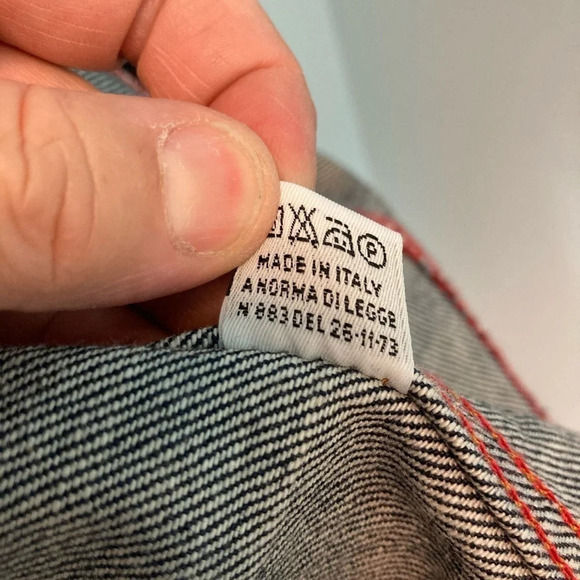 P
MADE IN ITALY
A NORMA DI LEGGE
N°883 DEL 26-11-73